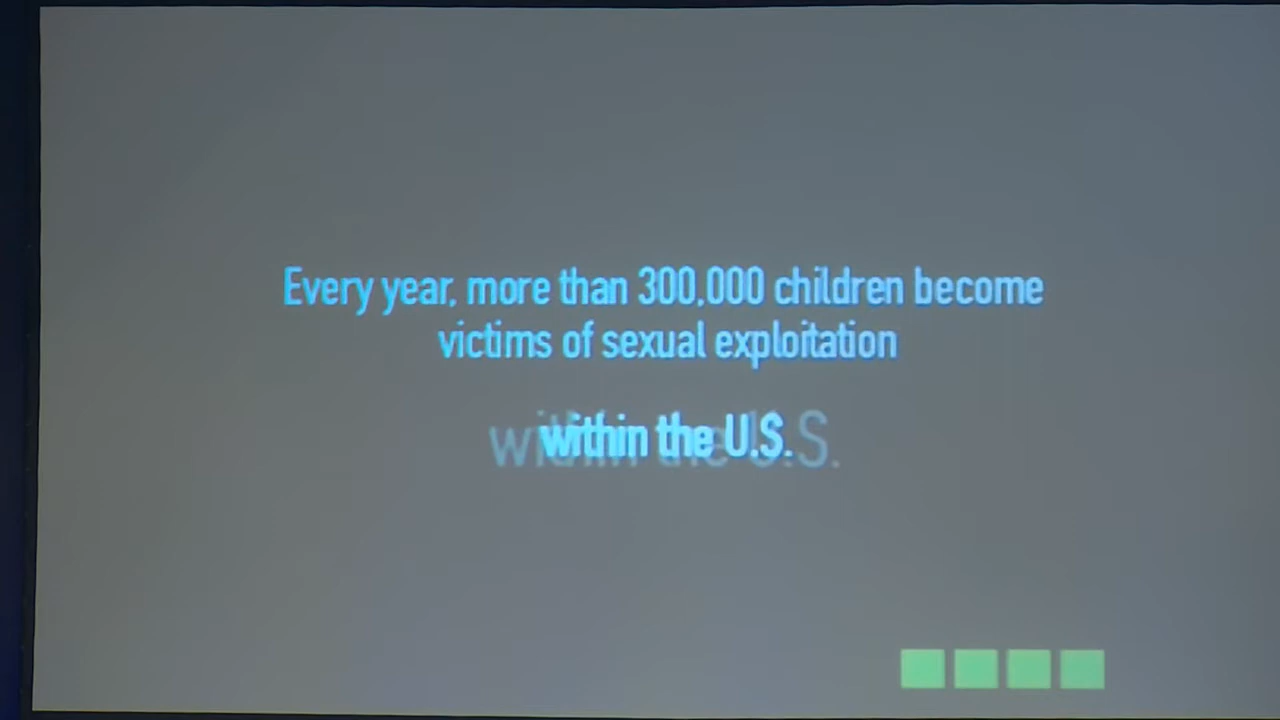 Every year, more than 300,000 children become
victims of sexual exploitation
within the U.S.